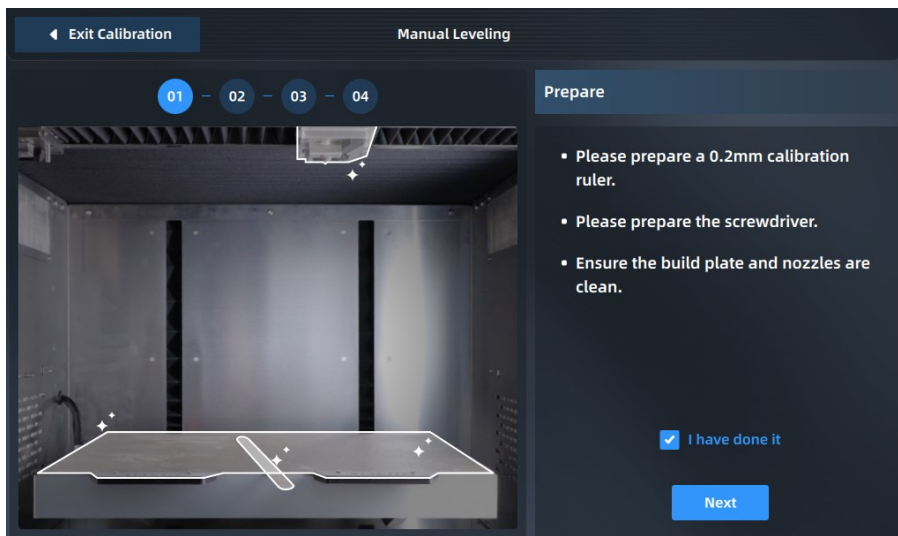 Exit Calibration
Manual Leveling
01
02
03
04
Prepare
• Please prepare a 0.2mm calibration
ruler.
• Please prepare the screwdriver.
• Ensure the build plate and nozzles are
clean.
I have done it
Next